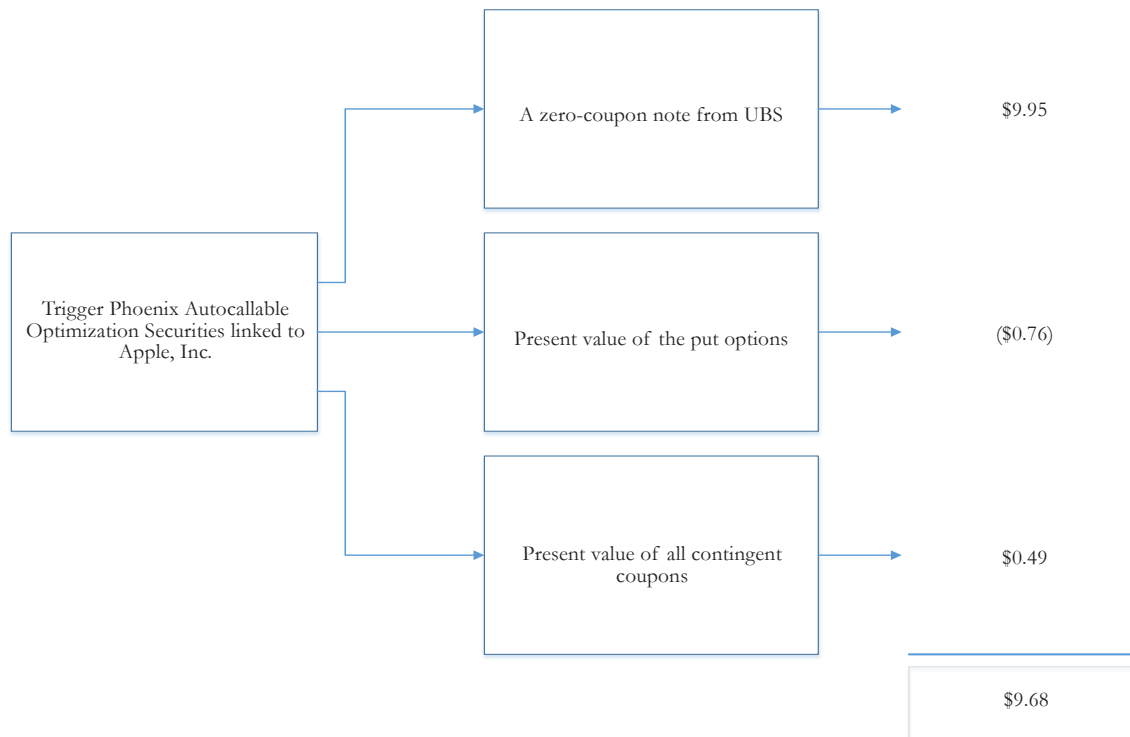 A zero-coupon note from UBS
$9.95
Trigger Phoenix Autocallable
Optimization Securities linked to
Apple, Inc.
Present value of the put options
($0.76)
Present value of all contingent
coupons
$0.49
$9.68